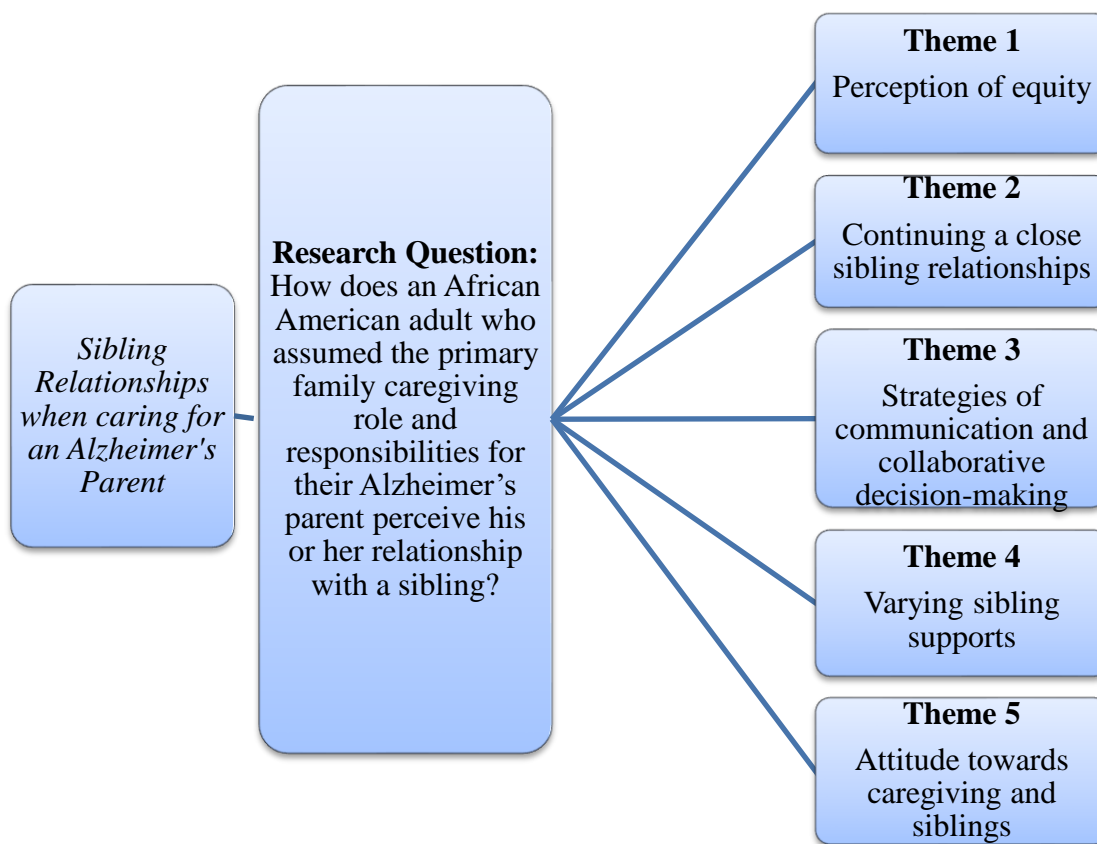 Sibling
Relationships
when caring for
an Alzheimer's
Parent
Research Question:
How does an African
American adult who
assumed the primary
family caregiving
role and
responsibilities for
their Alzheimer’s
parent perceive his
or her relationship
with a sibling?
Theme 1
Perception of equity
Theme 2
Continuing a close
sibling relationships
Theme 3
Strategies of
communication and
collaborative
decision-making
Theme 4
Varying sibling
supports
Theme 5
Attitude towards
caregiving and
siblings